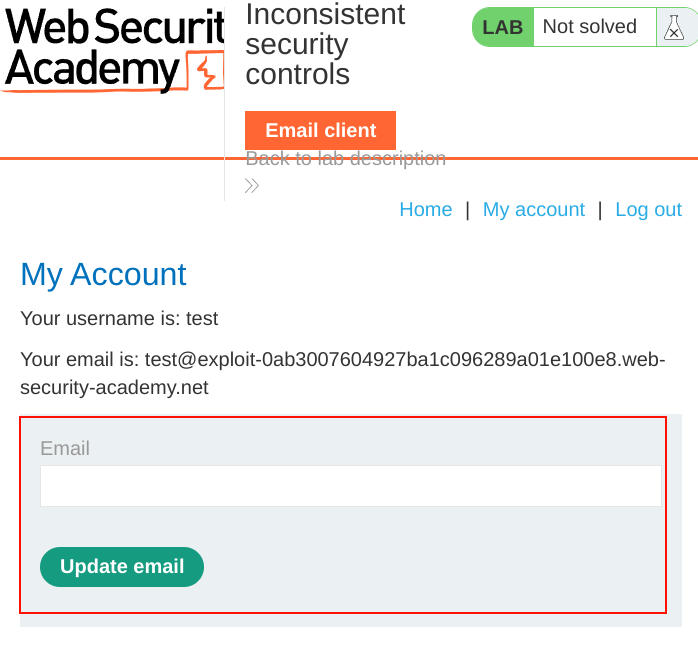 Web Security
Academy
Inconsistent
security
controls
LAB Not solved
Email client
Back to lab description
Home | My account | Log out
My Account
Your username is: test
Your email is: test@exploit-0ab3007604927ba1c096289a01e100e8.web-
security-academy.net
Email
Update email